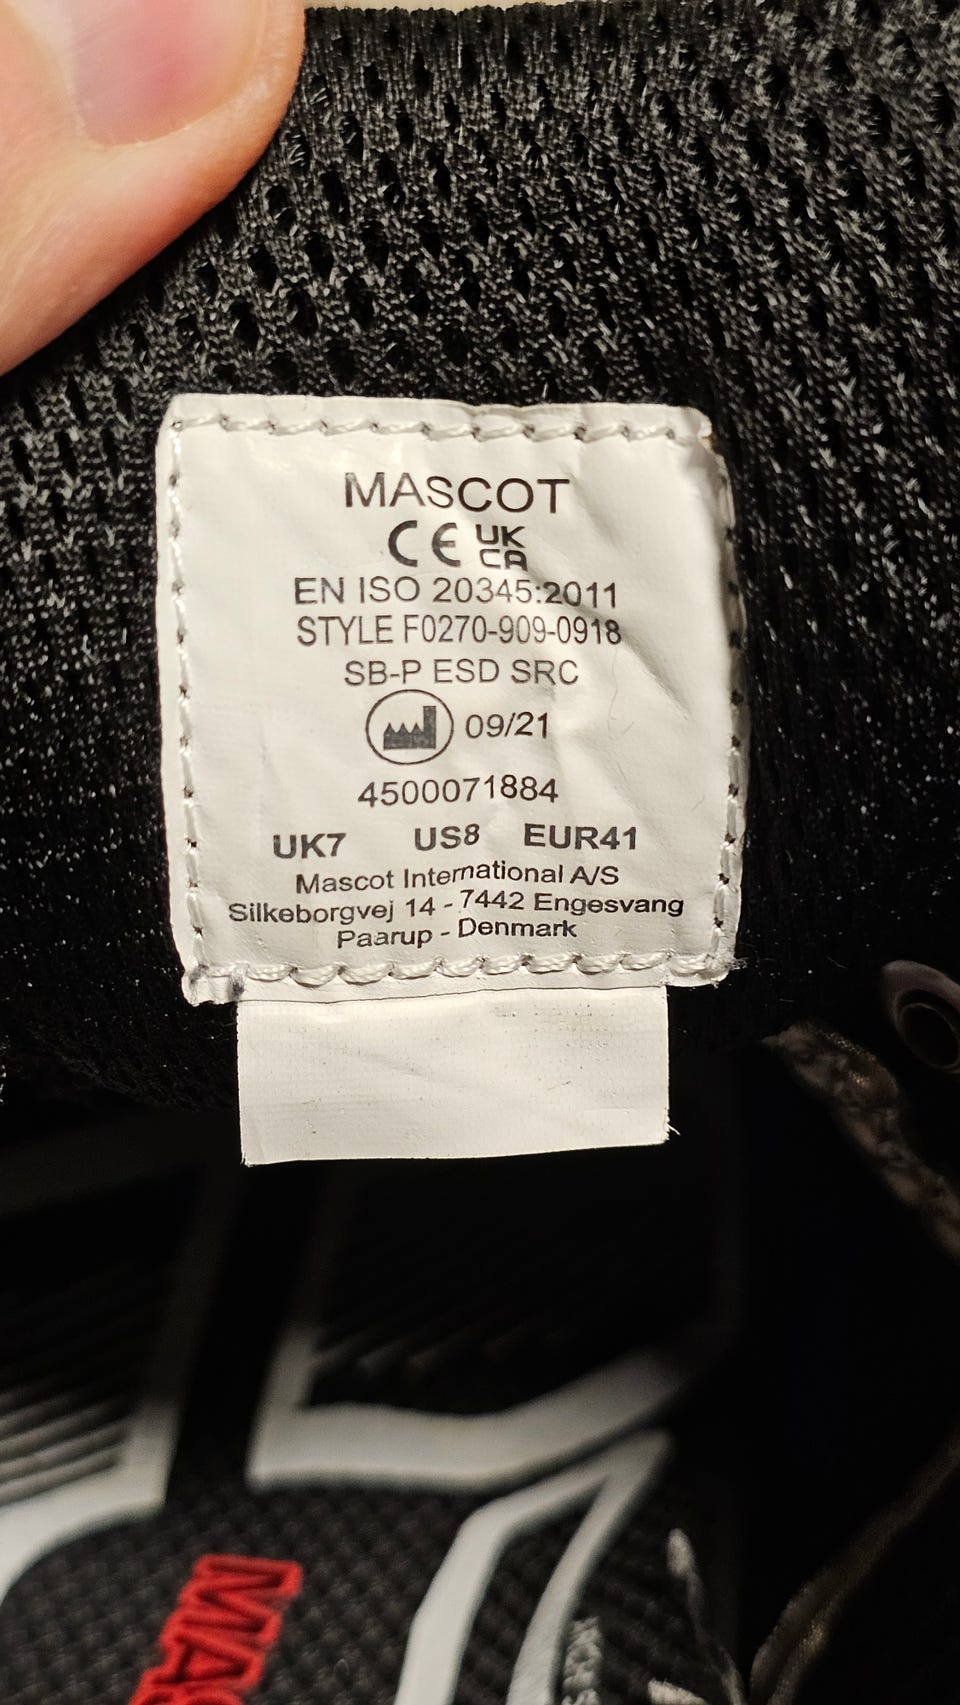 MASCOT
CE UK CA
EN ISO 20345:2011
STYLE F0270-909-0918
SB-P ESD SRC
09/21
4500071884
UK7 US8 EUR41
Mascot International A/S
Silkeborgvej 14 - 7442 Engesvang
Paarup - Denmark